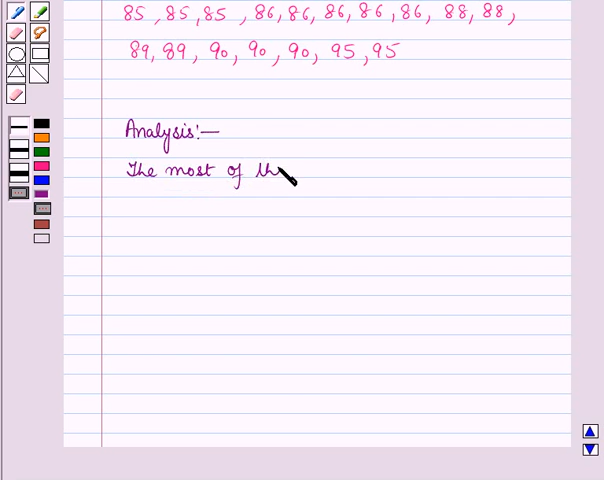 85 , 85 , 85 , 86 , 86 , 86 , 86 , 86 , 88 , 88 ,
89 , 89 , 90 , 90 , 90 , 95 , 95
Analysis:—
The most of th